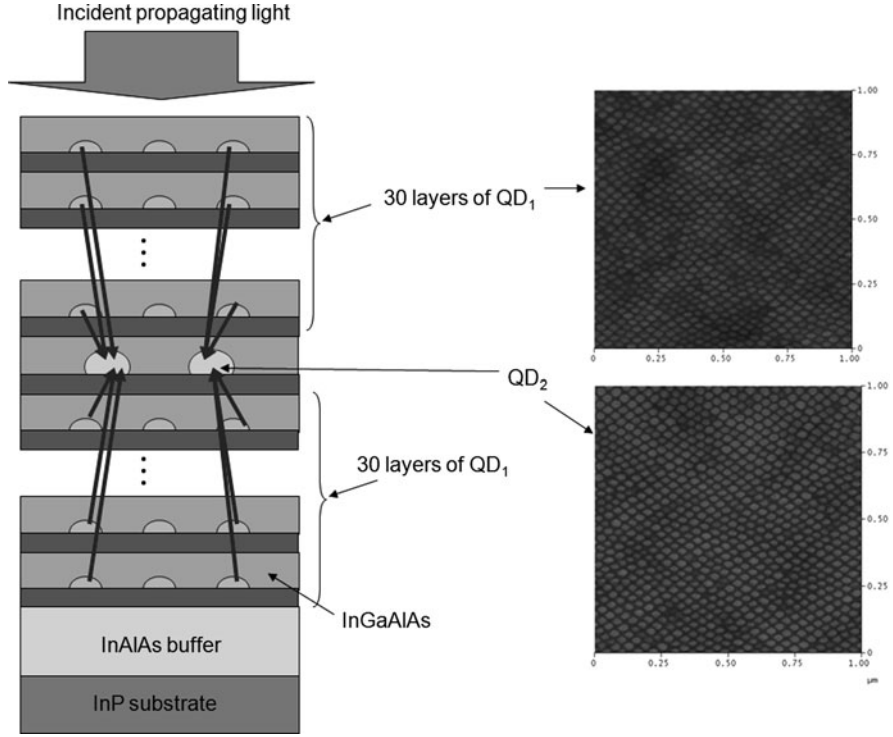 Incident propagating light
30 layers of QD₁
QD₂
30 layers of QD₁
InGaAlAs
InAlAs buffer
InP substrate
1.00
0.75
0.50
0.25
0
0 0.25 0.50 0.75 1.00
1.00
0.75
0.50
0.25
0
0 0.25 0.50 0.75 1.00
µm